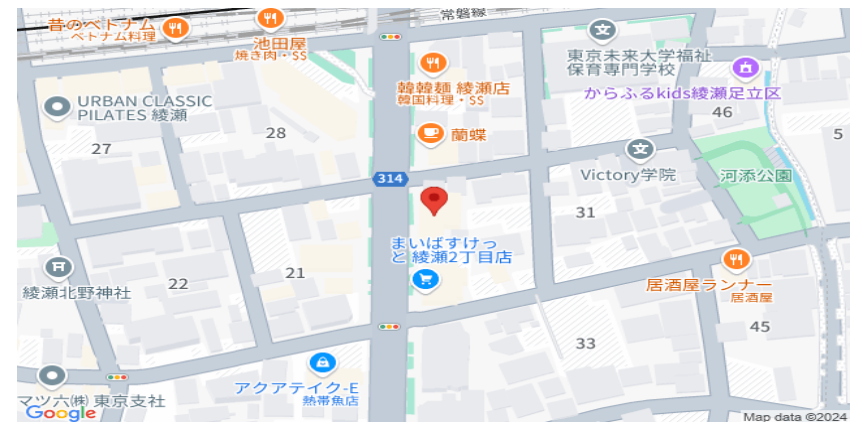 昔のベトナム
ベトナム料理
池田屋
焼き肉・$$
常磐線
東京未来大学福祉
保育専門学校
韓韓麺 綾瀬店
韓国料理・$$
からふるkids綾瀬足立区
URBAN CLASSIC
PILATES 綾瀬
46
5
28
蘭蝶
27
Victory学院
河添公園
314
31
まいばすけっ
と 綾瀬2丁目店
21
22
綾瀬北野神社
居酒屋ランナー
居酒屋
45
33
アクアテイク-E
熱帯魚店
マツ六㈱ 東京支社
Google
Map data ©2024